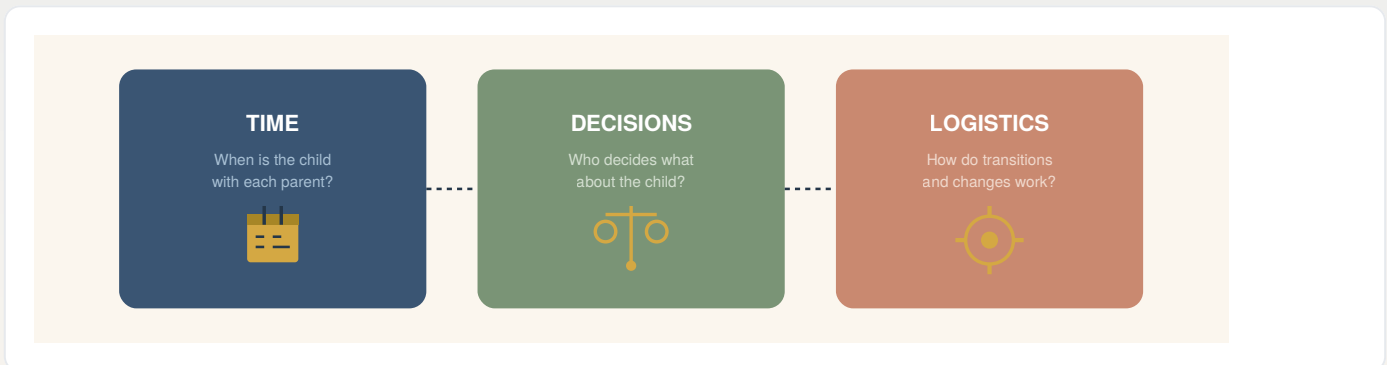 TIME
When is the child
with each parent?
DECISIONS
Who decides what
about the child?
LOGISTICS
How do transitions
and changes work?